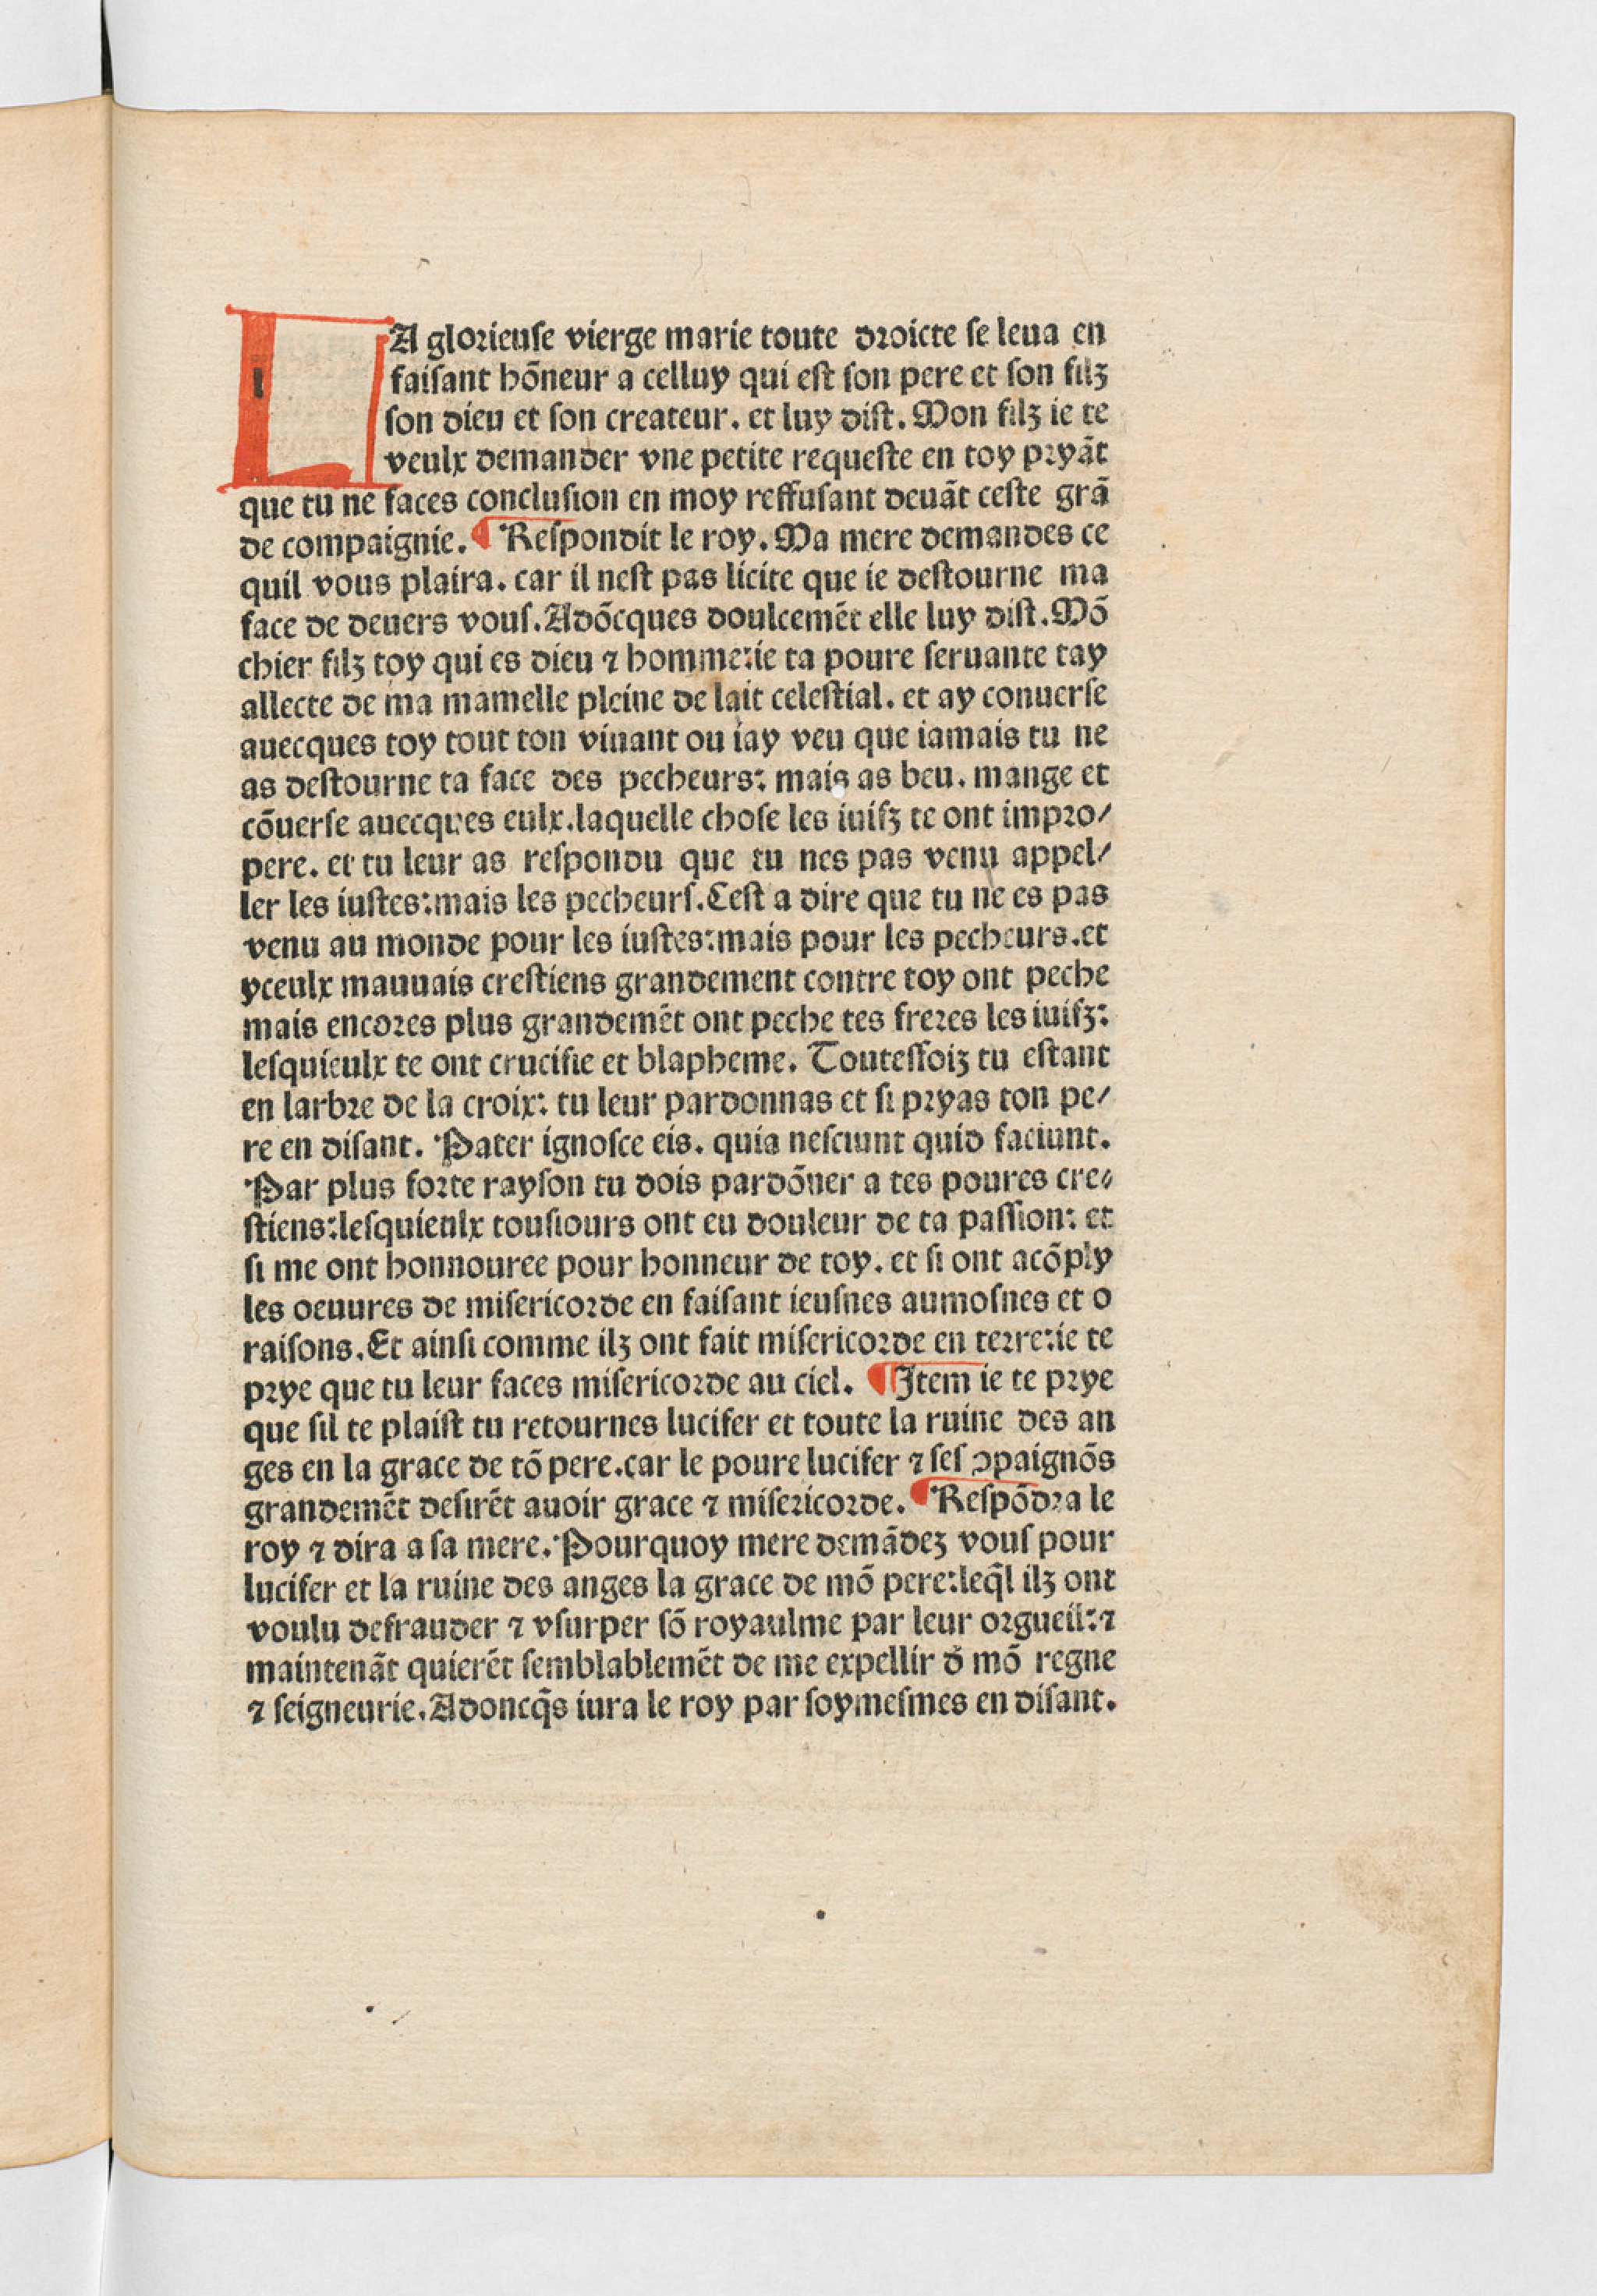 LA glorieuſe vierge marie toute droicte ſe leua en
faiſant hõneur a celluy qui eſt ſon pere et ſon filz
ſon dieu et ſon createur. et luy diſt. Mon filz ie te
veulx demander vne petite requeſte en toy pryãt
que tu ne faces concluſion en moy reffuſant deuãt ceſte grã
de compaignie. ¶ Reſpondit le roy. Ma mere demandes ce
quil vous plaira. car il neſt pas licite que ie deſtourne ma
face de deuers vouſ. Adõcques doulcemẽt elle luy diſt. Mõ
chier filz toy qui es dieu ⁊ homme: ie ta poure ſeruante tay
allecte de ma mamelle pleine de lait celeſtial. et ay conuerſe
auecques toy tout ton viuant ou iay veu que iamais tu ne
as deſtourne ta face des pecheurs: mais as beu. mange et
cõuerſe auecques eulx. laquelle choſe les iuifz te ont impro/
pere. et tu leur as reſpondu que tu nes pas venu appel/
ler les iuſtes: mais les pecheurſ. Ceſt a dire que tu ne es pas
venu au monde pour les iuſtes: mais pour les pecheurs. et
yceulx mauuais creſtiens grandement contre toy ont peche
mais encores plus grandemẽt ont peche tes freres les iuifz:
leſquieulx te ont crucifie et blapheme. Touteſfoiz tu eſtant
en larbre de la croix: tu leur pardonnas et ſi pryas ton pe/
re en diſant. Pater ignoſce eis. quia neſciunt quid faciunt.
Par plus forte rayſon tu dois pardõner a tes poures cre/
ſtiens: leſquieulx touſiours ont eu douleur de ta paſſion: et
ſi me ont honnouree pour honneur de toy. et ſi ont acõply
les oeuures de miſericorde en faiſant ieuſnes aumoſnes et o
raiſons. Et ainſi comme ilz ont fait miſericorde en terre: ie te
prye que tu leur faces miſericorde au ciel. ¶ Item ie te prye
que ſil te plaiſt tu retournes lucifer et toute la ruine des an
ges en la grace de tõ pere. car le poure lucifer ⁊ ſeſ ꝯpaignõs
grandemẽt deſirẽt auoir grace ⁊ miſericorde. ¶ Reſpõdra le
roy ⁊ dira a ſa mere. Pourquoy mere demãdez vouſ pour
lucifer et la ruine des anges la grace de mõ pere: leq̃l ilz ont
voulu defrauder ⁊ vſurper ſõ royaulme par leur orgueil: ⁊
maintenãt quierẽt ſemblablemẽt de me expellir d̃ mõ regne
⁊ ſeigneurie. Adoncq̃s iura le roy par ſoymeſmes en diſant.